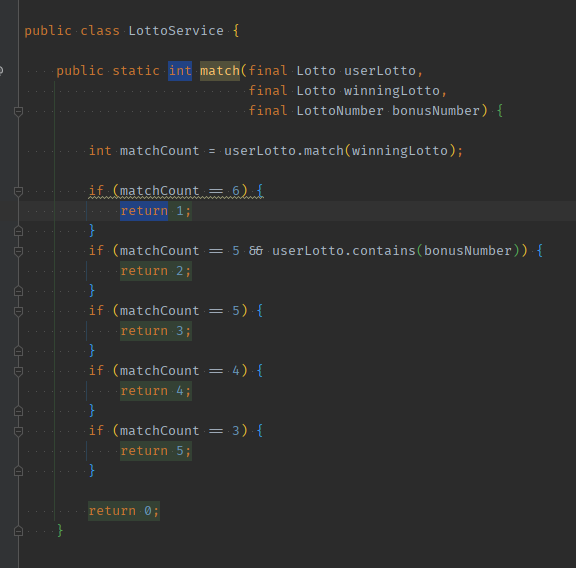 public class LottoService {
public static int match(final Lotto userLotto,
final Lotto winningLotto,
final LottoNumber bonusNumber) {
int matchCount = userLotto.match(winningLotto);
if (matchCount == 6) {
return 1;
}
if (matchCount == 5 && userLotto.contains(bonusNumber)) {
return 2;
}
if (matchCount == 5) {
return 3;
}
if (matchCount == 4) {
return 4;
}
if (matchCount == 3) {
return 5;
}
return 0;
}